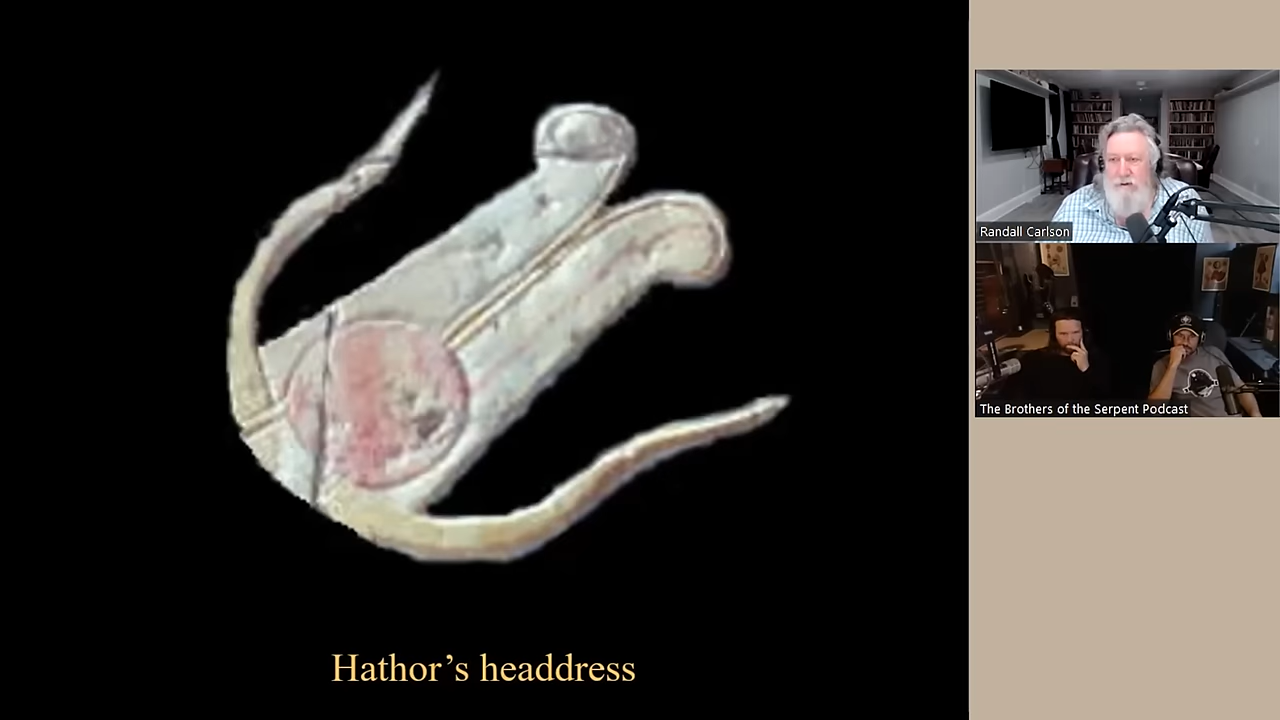 Hathor's headdress
Randall Carlson
The Brothers of the Serpent Podcast